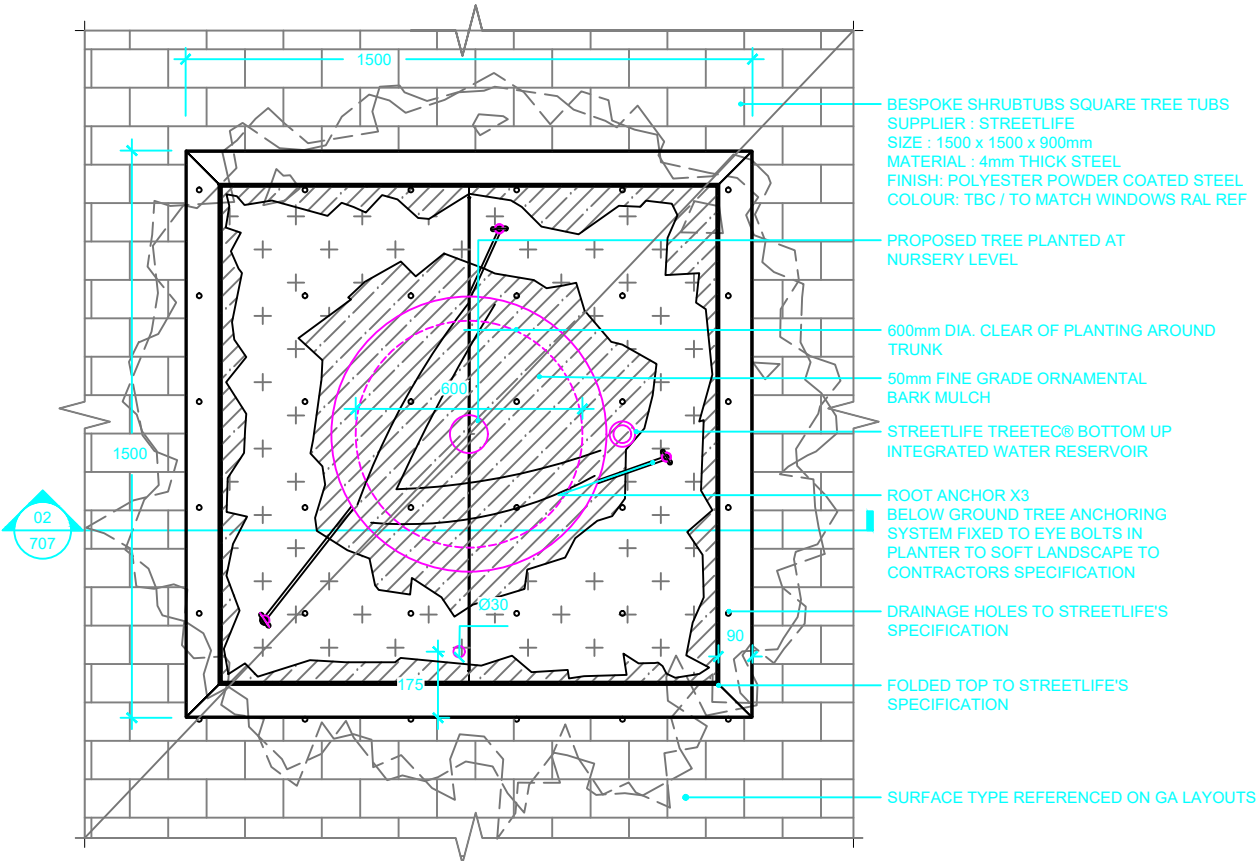 1500
BESPOKE SHRUBTUBS SQUARE TREE TUBS
SUPPLIER : STREETLIFE
SIZE : 1500 x 1500 x 900mm
MATERIAL : 4mm THICK STEEL
FINISH: POLYESTER POWDER COATED STEEL
COLOUR: TBC / TO MATCH WINDOWS RAL REF
PROPOSED TREE PLANTED AT
NURSERY LEVEL
600mm DIA. CLEAR OF PLANTING AROUND
TRUNK
50mm FINE GRADE ORNAMENTAL
BARK MULCH
600
STREETLIFE TREETEC® BOTTOM UP
INTEGRATED WATER RESERVOIR
1500
ROOT ANCHOR X3
BELOW GROUND TREE ANCHORING
SYSTEM FIXED TO EYE BOLTS IN
PLANTER TO SOFT LANDSCAPE TO
CONTRACTORS SPECIFICATION
02
707
Ø30
DRAINAGE HOLES TO STREETLIFE'S
SPECIFICATION
90
175
FOLDED TOP TO STREETLIFE'S
SPECIFICATION
SURFACE TYPE REFERENCED ON GA LAYOUTS